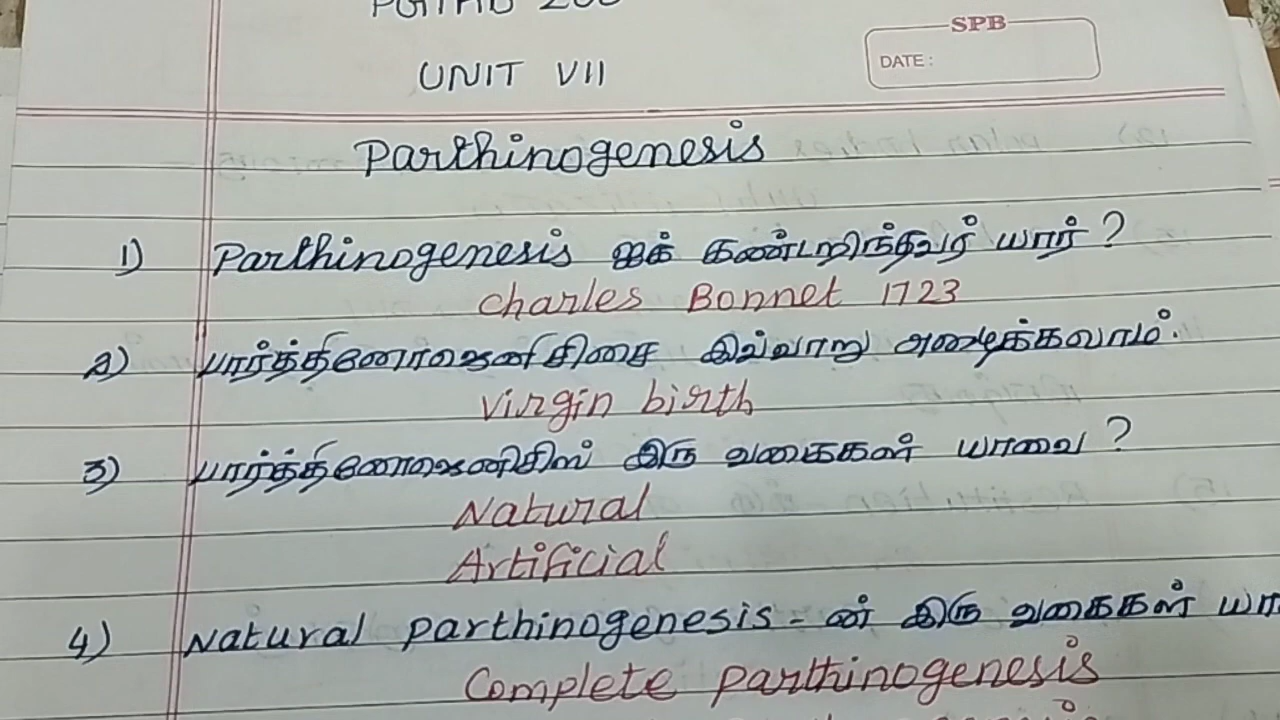 SPB
DATE :
UNIT VII
Parthinogenesis
1) Parthinogenesis ஐக் கண்டறிந்தவர் யார் ?
Charles Bonnet 1723
2) பார்த்தினோஜெனிசிசை இவ்வாறு அழைக்கலாம்.
Virgin birth
3) பார்த்தினோஜெனிசிஸ் இரு வகைகள் யாவை ?
Natural
Artificial
4) Natural parthinogenesis - ன் இரு வகைகள் யா
Complete parthinogenesis